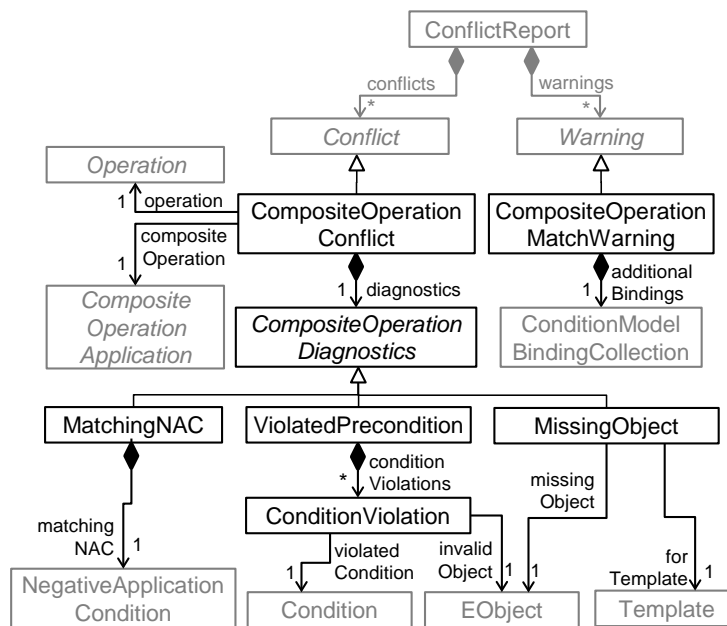 ConflictReport
conflicts
warnings
*
*
Conflict
Warning
Operation
1
operation
CompositeOperation
Conflict
CompositeOperation
MatchWarning
composite
Operation
1
1
diagnostics
additional
Bindings
1
Composite
Operation
Application
CompositeOperation
Diagnostics
ConditionModel
BindingCollection
MatchingNAC
ViolatedPrecondition
MissingObject
condition
Violations
*
missing
Object
ConditionViolation
matching
NAC
1
violated
Condition
1
invalid
Object
1
1
for
Template
1
NegativeApplication
Condition
Condition
EObject
Template